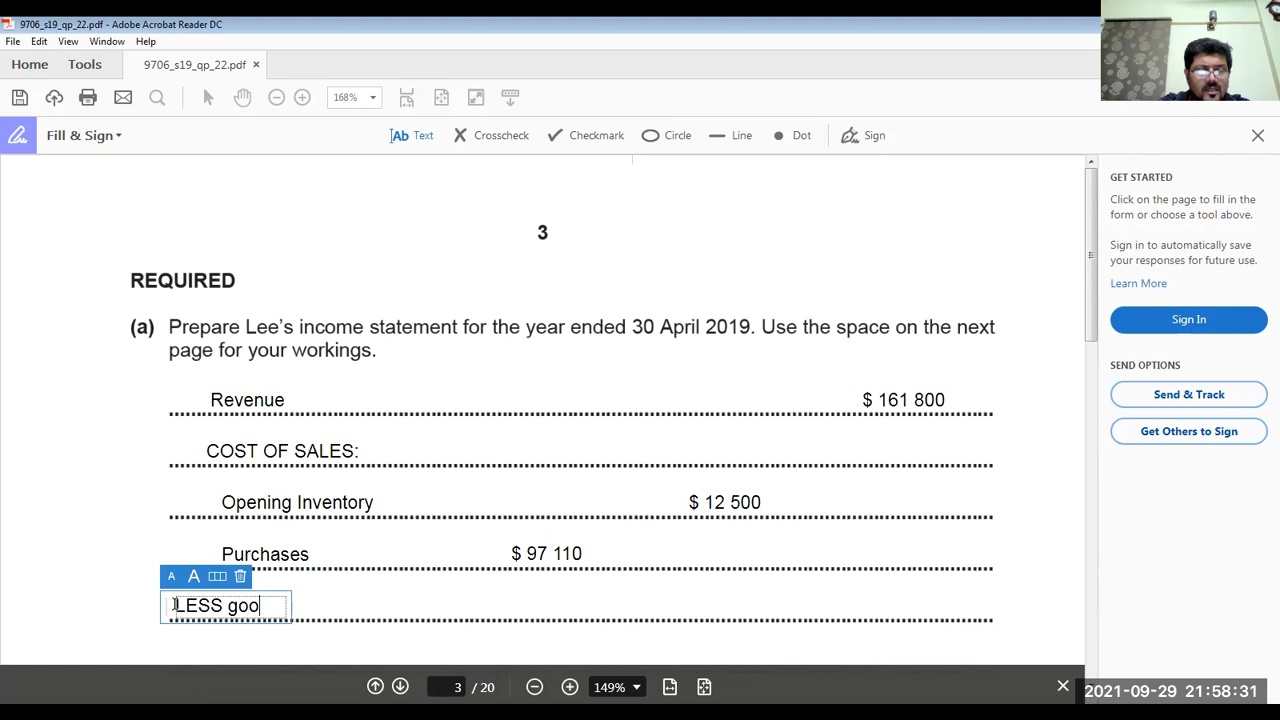 9706_s19_qp_22.pdf - Adobe Acrobat Reader DC
File Edit View Window Help
Home Tools 9706_s19_qp_22.pdf ×
168%
Fill & Sign
Ab Text Crosscheck Checkmark Circle Line Dot Sign
3
REQUIRED
(a) Prepare Lee's income statement for the year ended 30 April 2019. Use the space on the next
page for your workings.
Revenue $ 161 800
COST OF SALES:
Opening Inventory $ 12 500
Purchases $ 97 110
A A
LESS goo
GET STARTED
Click on the page to fill in the
form or choose a tool above.
Sign in to automatically save
your responses for future use.
Learn More
Sign In
SEND OPTIONS
Send & Track
Get Others to Sign
3 / 20 149%
2021-09-29 21:58:31